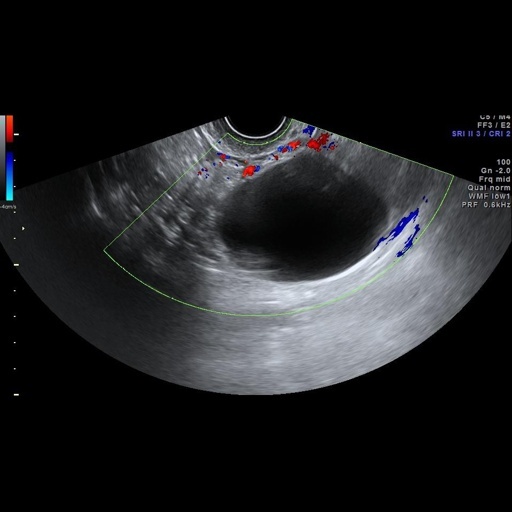 C5 / M4
FF3 / E2
SRI II 3 / CRI 2
100
Gn -2.0
Frq mid
Qual norm
WMF low1
PRF 0.6kHz